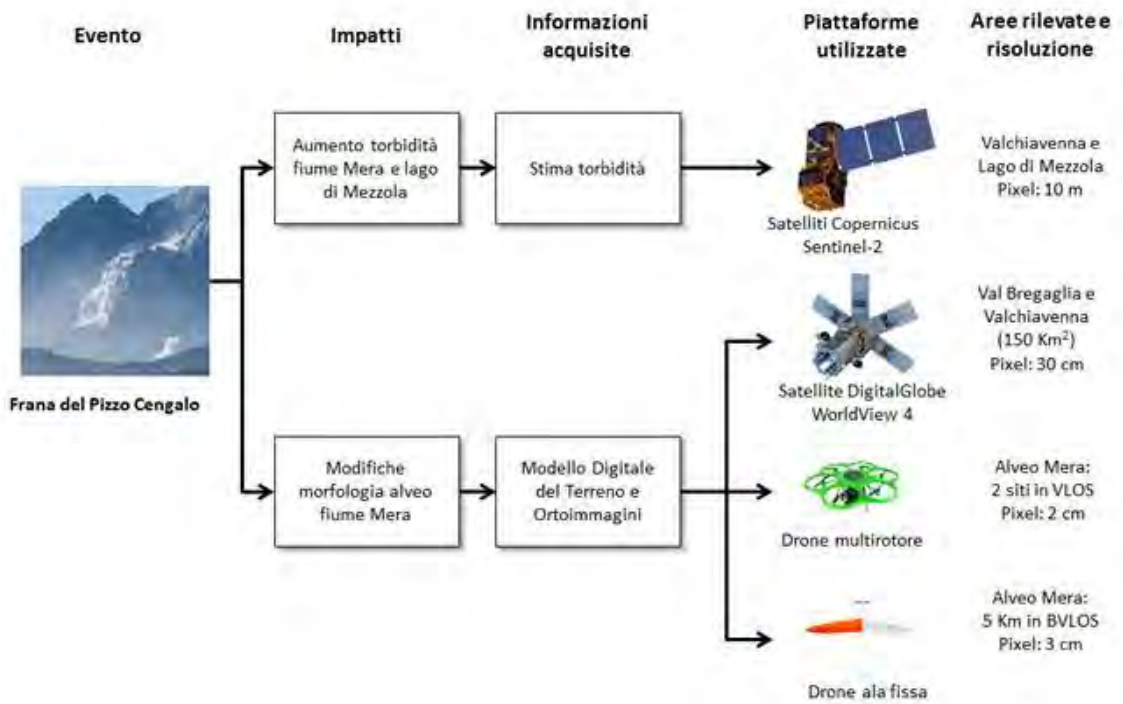 Evento
Impatti
Informazioni
acquisite
Piattaforme
utilizzate
Aree rilevate e
risoluzione
Aumento torbidità
fiume Mera e lago
di Mezzola
Stima torbidità
Satelliti Copernicus
Sentinel-2
Valchiavenna e
Lago di Mezzola
Pixel: 10 m
Frana del Pizzo Cengalo
Satellite DigitalGlobe
WorldView 4
Val Bregaglia e
Valchiavenna
(150 Km²)
Pixel: 30 cm
Modifiche
morfologia alveo
fiume Mera
Modello Digitale
del Terreno e
Ortoimmagini
Drone multirotore
Alveo Mera:
2 siti in VLOS
Pixel: 2 cm
Drone ala fissa
Alveo Mera:
5 Km in BVLOS
Pixel: 3 cm